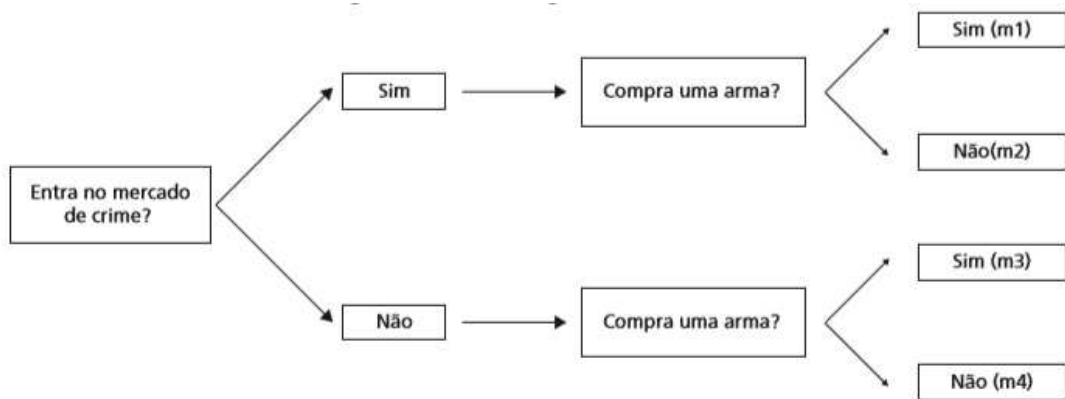 Sim (m1)
Sim
Compra uma arma?
Não(m2)
Entra no mercado
de crime?
Sim (m3)
Não
Compra uma arma?
Não (m4)